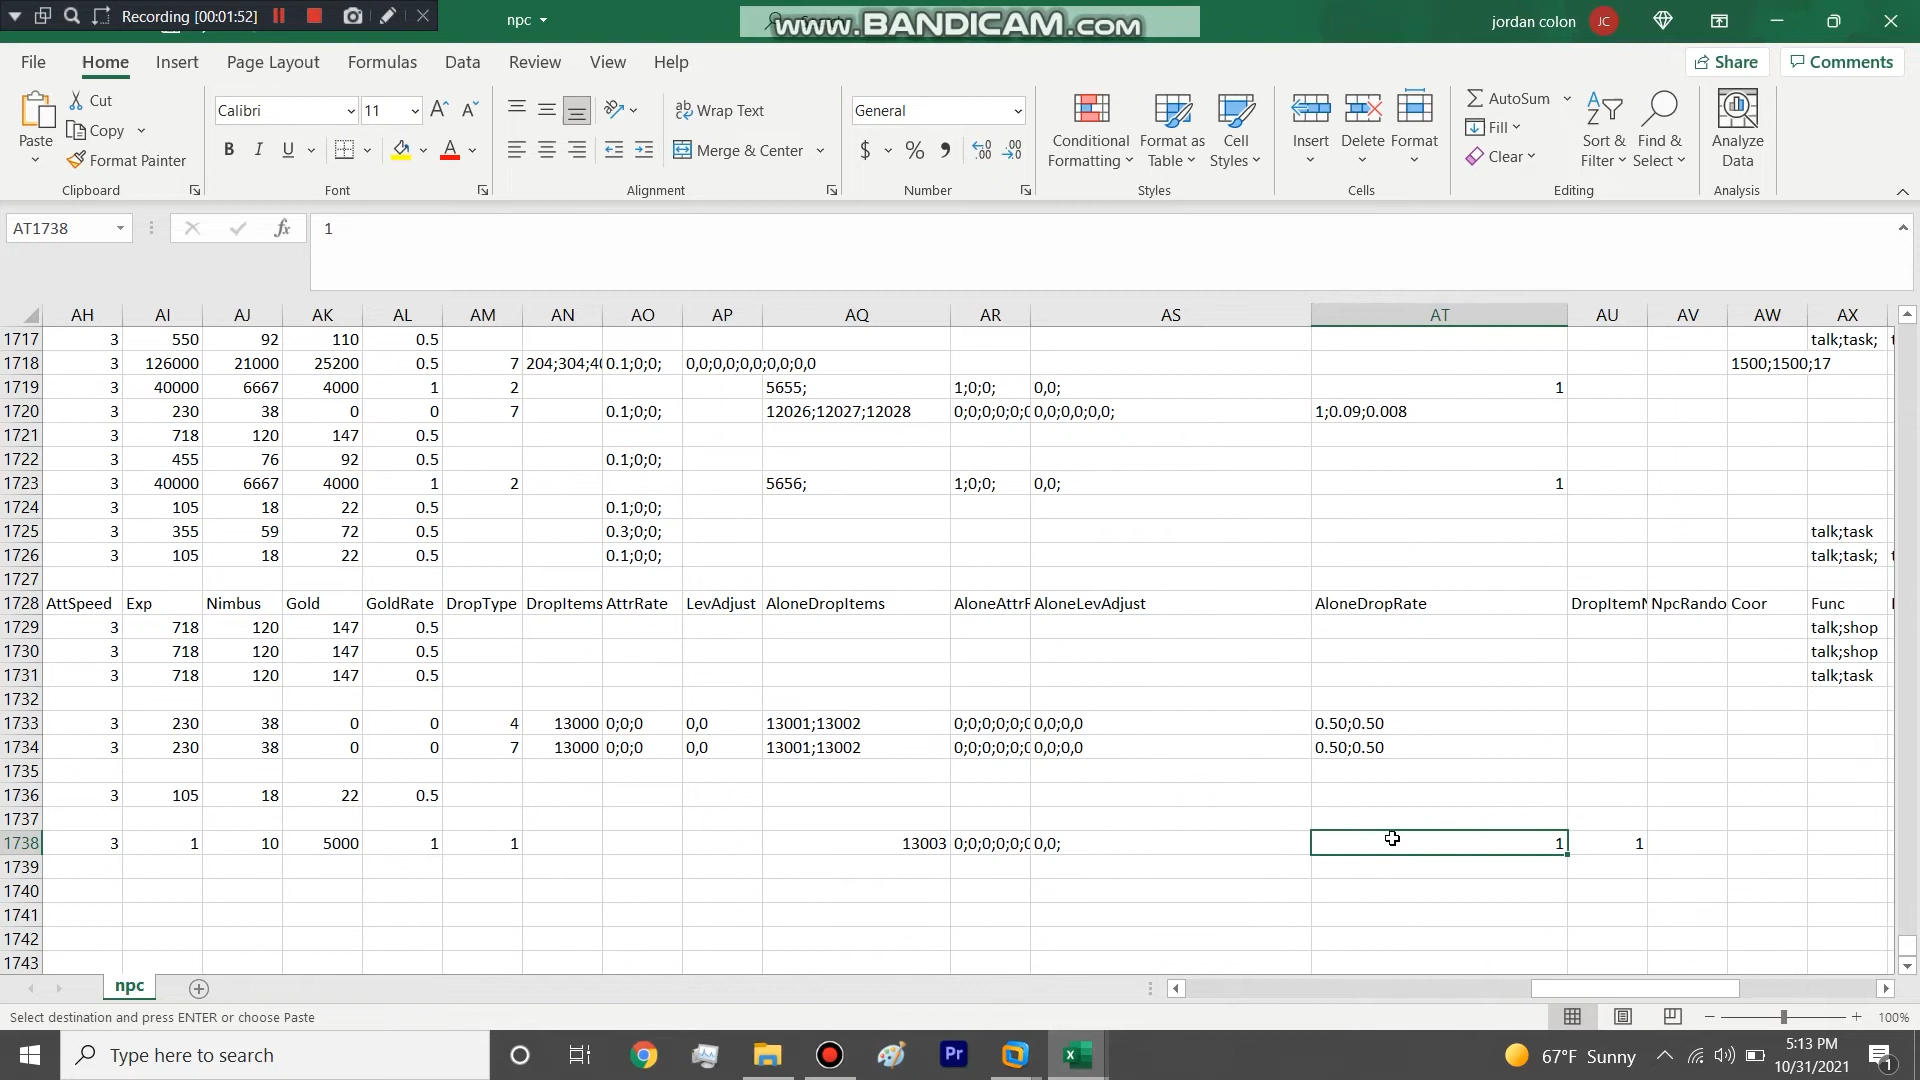 Recording [00:01:52]
npc
www.BANDICAM.com
jordan colon
JC
File Home Insert Page Layout Formulas Data Review View Help
Share
Comments
Paste
Cut
Copy
Format Painter
Clipboard
Calibri 11
B I U
Font
Wrap Text
Merge & Center
Alignment
General
$ % ,
Number
Conditional Formatting
Format as Table
Cell Styles
Styles
Insert Delete Format
Cells
AutoSum
Fill
Clear
Sort & Filter
Find & Select
Editing
Analyze Data
Analysis
AT1738 fx 1
AH AI AJ AK AL AM AN AO AP AQ AR AS AT AU AV AW AX
1717 3 550 92 110 0.5 talk;task;
1718 3 126000 21000 25200 0.5 7 204;304;4 0.1;0;0; 0,0;0,0;0,0;0,0;0,0 1500;1500;17
1719 3 40000 6667 4000 1 2 5655; 1;0;0; 0,0; 1
1720 3 230 38 0 0 7 0.1;0;0; 12026;12027;12028 0;0;0;0;0;0 0,0;0,0;0,0; 1;0.09;0.008
1721 3 718 120 147 0.5
1722 3 455 76 92 0.5 0.1;0;0;
1723 3 40000 6667 4000 1 2 5656; 1;0;0; 0,0; 1
1724 3 105 18 22 0.5 0.1;0;0;
1725 3 355 59 72 0.5 0.3;0;0; talk;task
1726 3 105 18 22 0.5 0.1;0;0; talk;task;
1727
1728 AttSpeed Exp Nimbus Gold GoldRate DropType DropItems AttrRate LevAdjust AloneDropItems AloneAttrF AloneLevAdjust AloneDropRate DropItemN NpcRando Coor Func
1729 3 718 120 147 0.5 talk;shop
1730 3 718 120 147 0.5 talk;shop
1731 3 718 120 147 0.5 talk;task
1732
1733 3 230 38 0 0 4 13000 0;0;0 0,0 13001;13002 0;0;0;0;0;0 0,0;0,0 0.50;0.50
1734 3 230 38 0 0 7 13000 0;0;0 0,0 13001;13002 0;0;0;0;0;0 0,0;0,0 0.50;0.50
1735
1736 3 105 18 22 0.5
1737
1738 3 1 10 5000 1 1 13003 0;0;0;0;0;0 0,0; 1 1
1739
1740
1741
1742
1743
npc
Select destination and press ENTER or choose Paste
100%
Type here to search
Pr
67°F Sunny
5:13 PM
10/31/2021
1